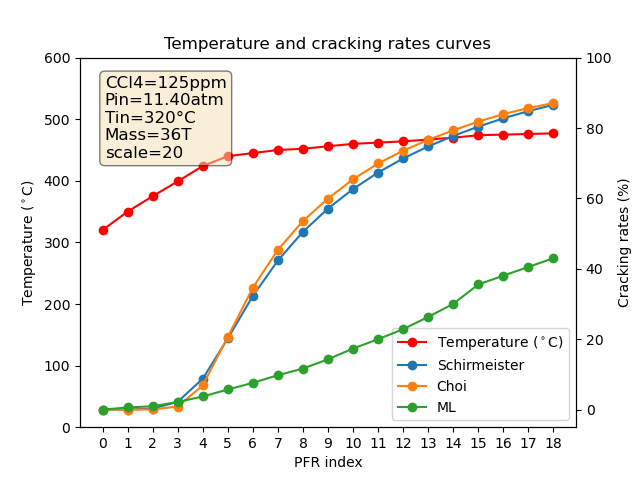 Temperature and cracking rates curves
CCl4=125ppm
Pin=11.40atm
Tin=320°C
Mass=36T
scale=20
Temperature (°C)
600
500
400
300
200
100
0
Cracking rates (%)
100
80
60
40
20
0
Temperature (°C)
Schirmeister
Choi
ML
0 1 2 3 4 5 6 7 8 9 10 11 12 13 14 15 16 17 18
PFR index